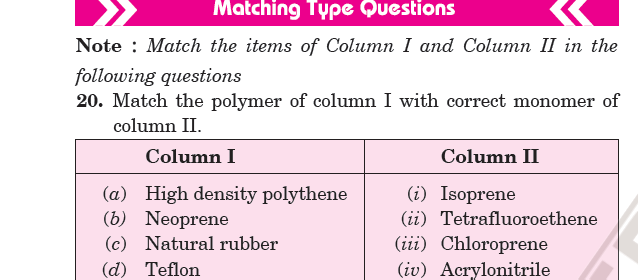 Matching Type Questions
Note : Match the items of Column I and Column II in the
following questions
20. Match the polymer of column I with correct monomer of
column II.
Column I Column II
(a) High density polythene (i) Isoprene
(b) Neoprene (ii) Tetrafluoroethene
(c) Natural rubber (iii) Chloroprene
(d) Teflon (iv) Acrylonitrile